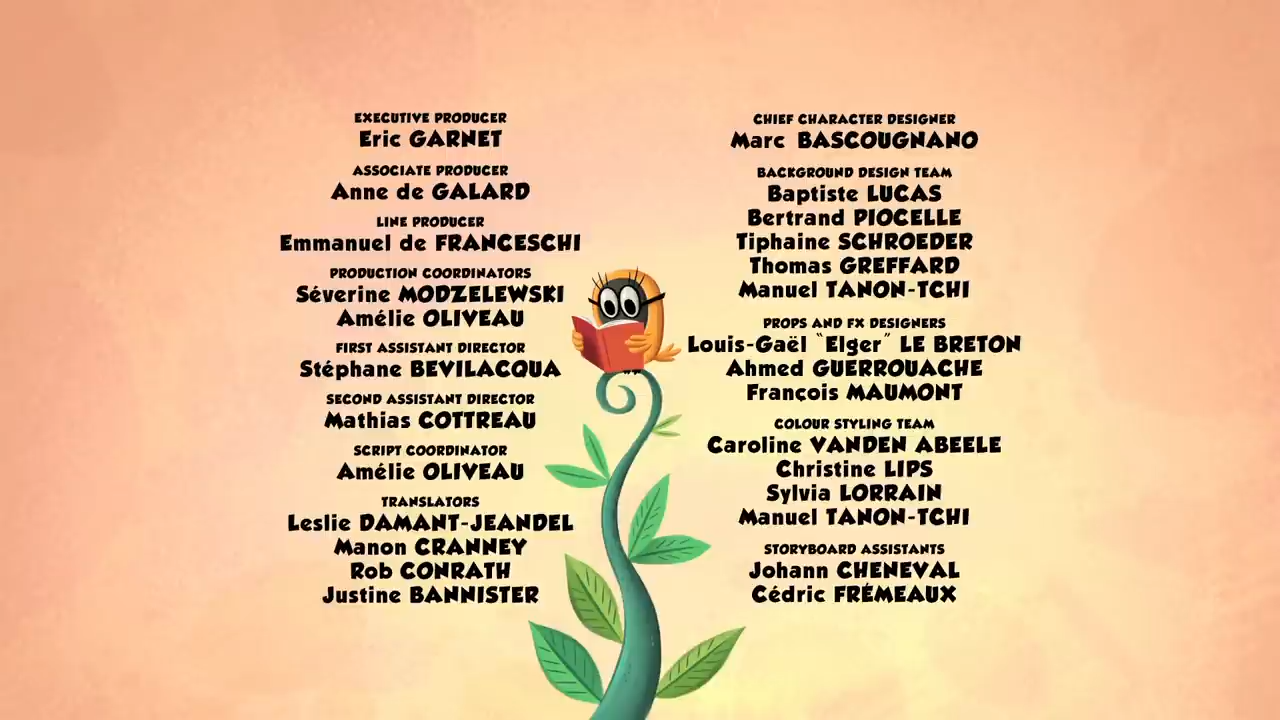 EXECUTIVE PRODUCER
Eric GARNET
ASSOCIATE PRODUCER
Anne de GALARD
LINE PRODUCER
Emmanuel de FRANCESCHI
PRODUCTION COORDINATORS
Séverine MODZELEWSKI
Amélie OLIVEAU
FIRST ASSISTANT DIRECTOR
Stéphane BEVILACQUA
SECOND ASSISTANT DIRECTOR
Mathias COTTREAU
SCRIPT COORDINATOR
Amélie OLIVEAU
TRANSLATORS
Leslie DAMANT-JEANDEL
Manon CRANNEY
Rob CONRATH
Justine BANNISTER
CHIEF CHARACTER DESIGNER
Marc BASCOUGNANO
BACKGROUND DESIGN TEAM
Baptiste LUCAS
Bertrand PIOCELLE
Tiphaine SCHROEDER
Thomas GREFFARD
Manuel TANON-TCHI
PROPS AND FX DESIGNERS
Louis-Gaël "Elger" LE BRETON
Ahmed GUERROUACHE
François MAUMONT
COLOUR STYLING TEAM
Caroline VANDEN ABEELE
Christine LIPS
Sylvia LORRAIN
Manuel TANON-TCHI
STORYBOARD ASSISTANTS
Johann CHENEVAL
Cédric FRÉMEAUX